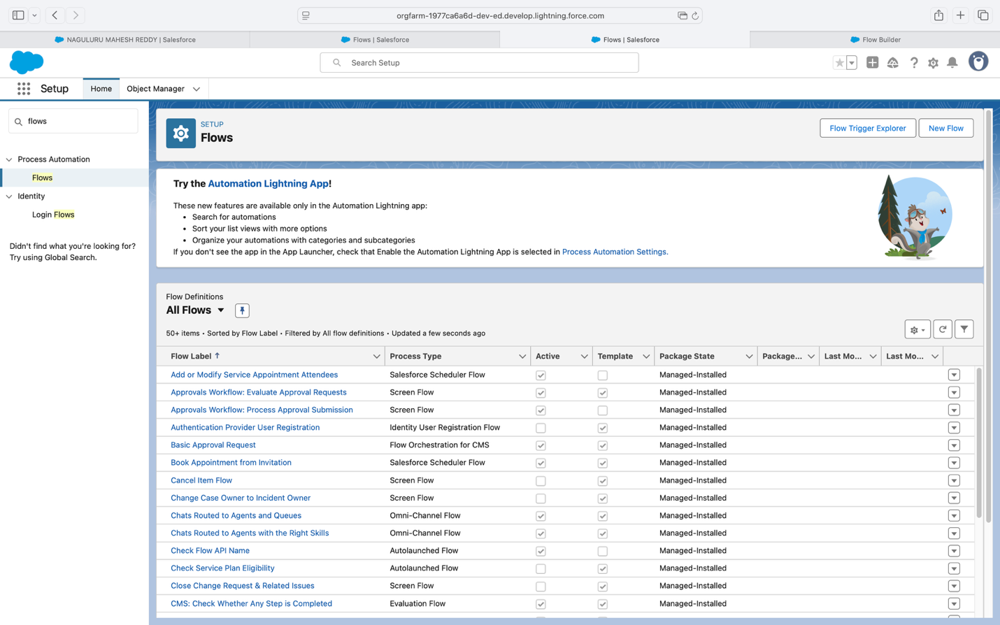 orgfarm-1977ca6a6d-dev-ed.develop.lightning.force.com
NAGULURU MAHESH REDDY | Salesforce
Flows | Salesforce
Flows | Salesforce
Flow Builder
Search Setup
Setup
Home
Object Manager
flows
Process Automation
Flows
Identity
Login Flows
Didn't find what you're looking for?
Try using Global Search.
SETUP
Flows
Flow Trigger Explorer
New Flow
Try the Automation Lightning App!
These new features are available only in the Automation Lightning app:
• Search for automations
• Sort your list views with more options
• Organize your automations with categories and subcategories
If you don't see the app in the App Launcher, check that Enable the Automation Lightning App is selected in Process Automation Settings.
Flow Definitions
All Flows
50+ items • Sorted by Flow Label • Filtered by All flow definitions • Updated a few seconds ago
Flow Label ↑ Process Type Active Template Package State Package... Last Mo... Last Mo...
Add or Modify Service Appointment Attendees Salesforce Scheduler Flow Managed-Installed
Approvals Workflow: Evaluate Approval Requests Screen Flow Managed-Installed
Approvals Workflow: Process Approval Submission Screen Flow Managed-Installed
Authentication Provider User Registration Identity User Registration Flow Managed-Installed
Basic Approval Request Flow Orchestration for CMS Managed-Installed
Book Appointment from Invitation Salesforce Scheduler Flow Managed-Installed
Cancel Item Flow Screen Flow Managed-Installed
Change Case Owner to Incident Owner Screen Flow Managed-Installed
Chats Routed to Agents and Queues Omni-Channel Flow Managed-Installed
Chats Routed to Agents with the Right Skills Omni-Channel Flow Managed-Installed
Check Flow API Name Autolaunched Flow Managed-Installed
Check Service Plan Eligibility Autolaunched Flow Managed-Installed
Close Change Request & Related Issues Screen Flow Managed-Installed
CMS: Check Whether Any Step is Completed Evaluation Flow Managed-Installed